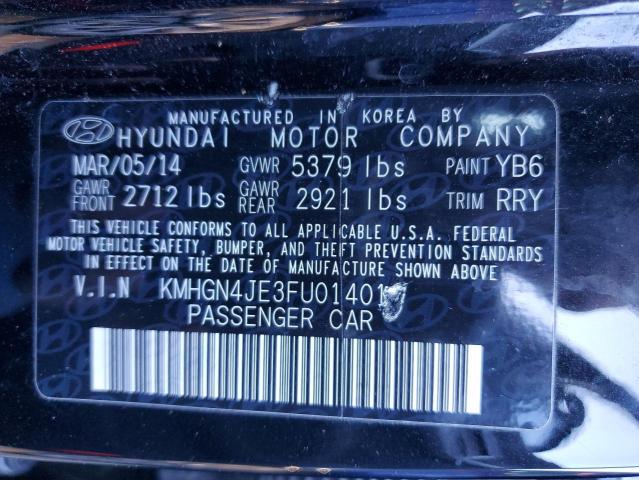 MANUFACTURED IN KOREA BY
HYUNDAI MOTOR COMPANY
MAR/05/14 GVWR 5379 lbs PAINT YB6
GAWR FRONT 2712 lbs GAWR REAR 2921 lbs TRIM RRY
THIS VEHICLE CONFORMS TO ALL APPLICABLE U.S.A. FEDERAL
MOTOR VEHICLE SAFETY, BUMPER, AND THEFT PREVENTION STANDARDS
IN EFFECT ON THE DATE OF MANUFACTURE SHOWN ABOVE.
V.I.N KMHGN4JE3FU01401
PASSENGER CAR